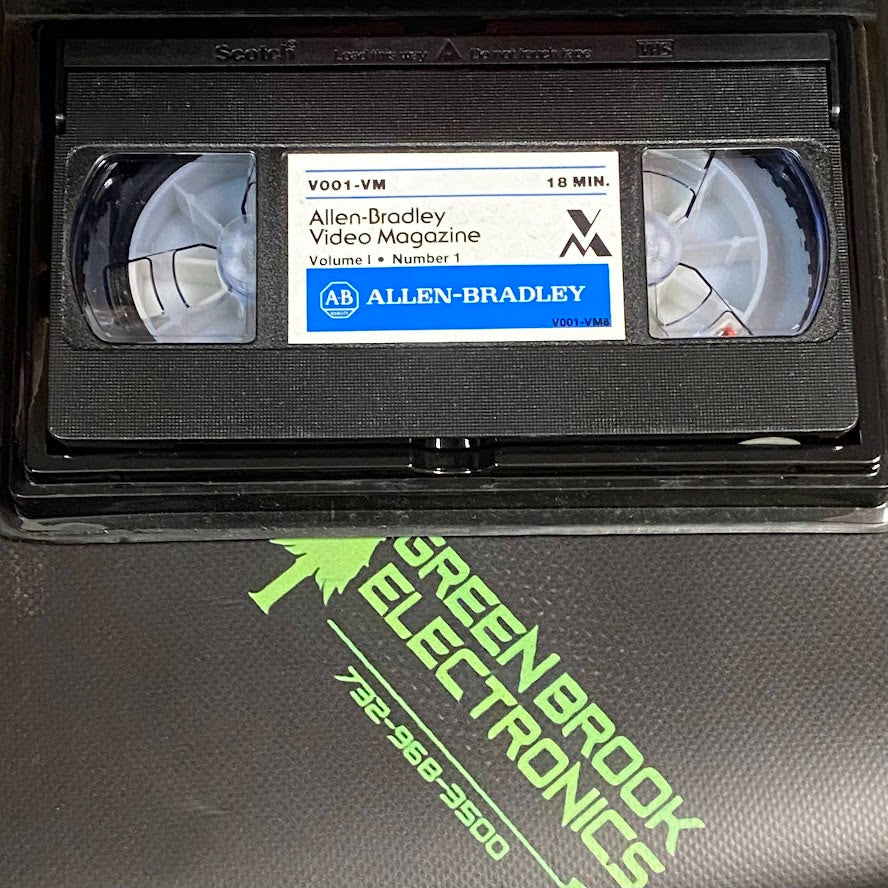 Scotch Load this way Do not touch tape VHS
V001-VM 18 MIN.
Allen-Bradley
Video Magazine
Volume I • Number 1
VM
AB ALLEN-BRADLEY
QUALITY
V001-VM8
GREEN BROOK
ELECTRONICS
732-968-3500